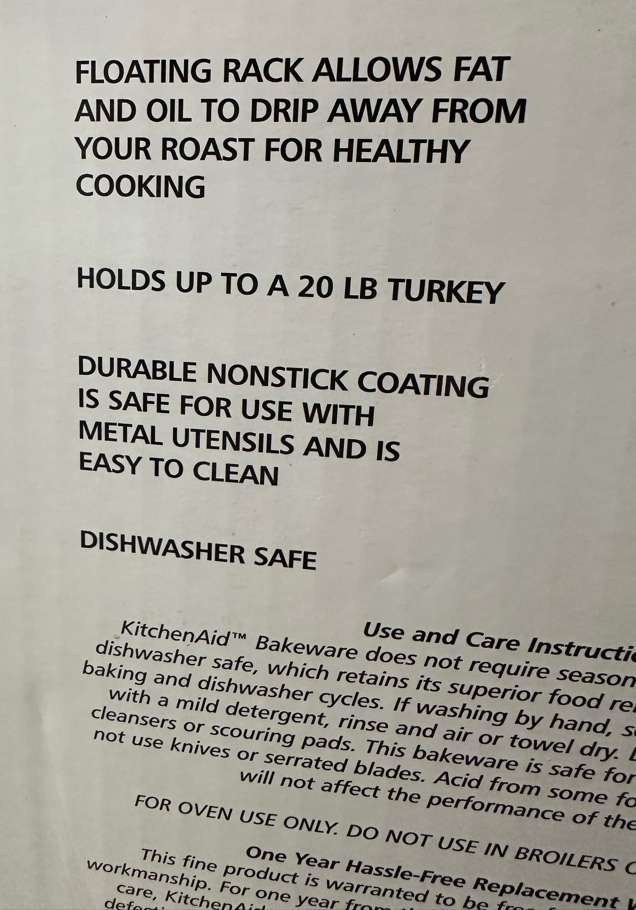 FLOATING RACK ALLOWS FAT
AND OIL TO DRIP AWAY FROM
YOUR ROAST FOR HEALTHY
COOKING
HOLDS UP TO A 20 LB TURKEY
DURABLE NONSTICK COATING
IS SAFE FOR USE WITH
METAL UTENSILS AND IS
EASY TO CLEAN
DISHWASHER SAFE
Use and Care
KitchenAid™ Bakeware does not require
dishwasher safe, which retains its superior food
baking and dishwasher cycles. If washing by hand,
with a mild detergent, rinse and air or towel dry.
cleansers or scouring pads. This bakeware is safe for
not use knives or serrated blades. Acid from some
will not affect the performance of the
FOR OVEN USE ONLY. DO NOT USE IN BROILERS
One Year Hassle-Free Replacement
This fine product is warranted to be free
workmanship. For one year from
care, KitchenAid